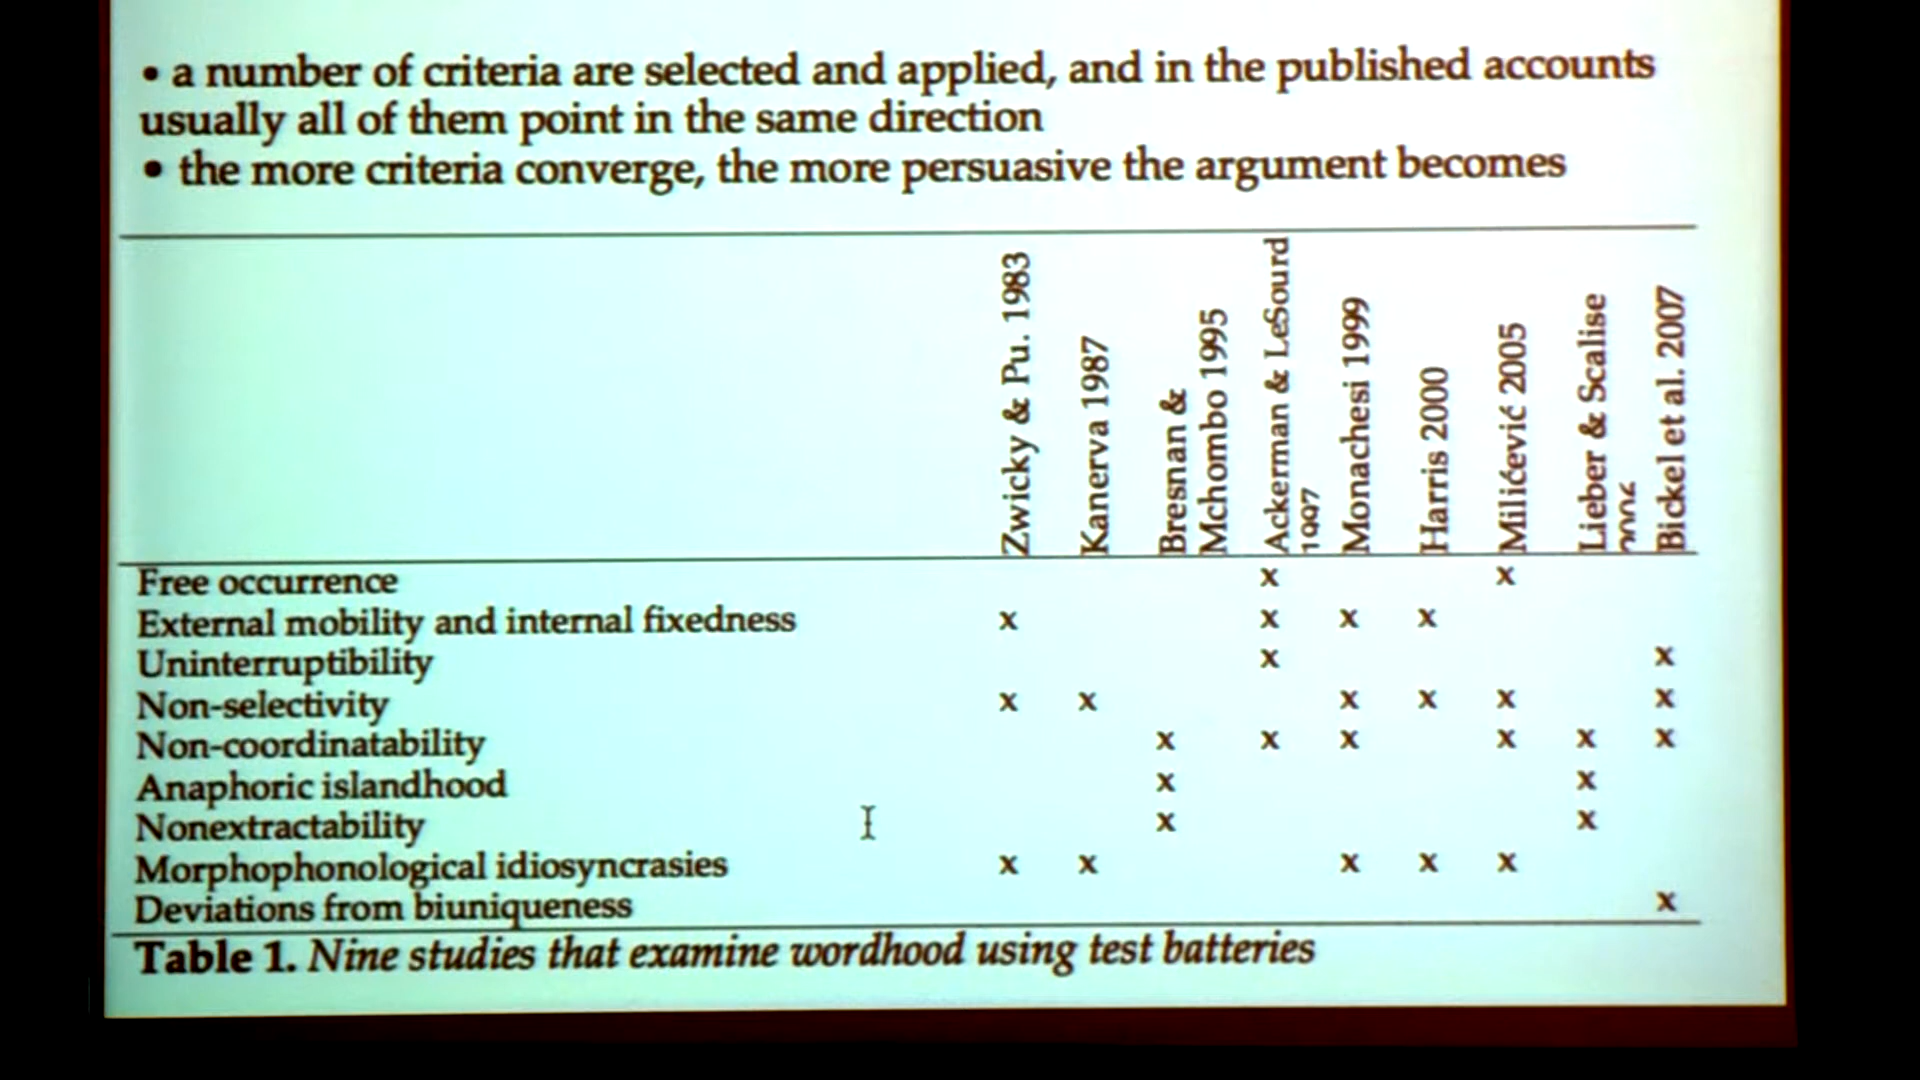 • a number of criteria are selected and applied, and in the published accounts
usually all of them point in the same direction
• the more criteria converge, the more persuasive the argument becomes
Zwicky & Pu. 1983
Kanerva 1987
Bresnan &
Mchombo 1995
Ackerman & LeSourd
1997
Monachesi 1999
Harris 2000
Milićević 2005
Lieber & Scalise
Bickel et al. 2007
Free occurrence x x
External mobility and internal fixedness x x x x
Uninterruptibility x x
Non-selectivity x x x x x x
Non-coordinatability x x x x x x
Anaphoric islandhood x x
Nonextractability x x
Morphophonological idiosyncrasies x x x x x
Deviations from biuniqueness x
Table 1. Nine studies that examine wordhood using test batteries